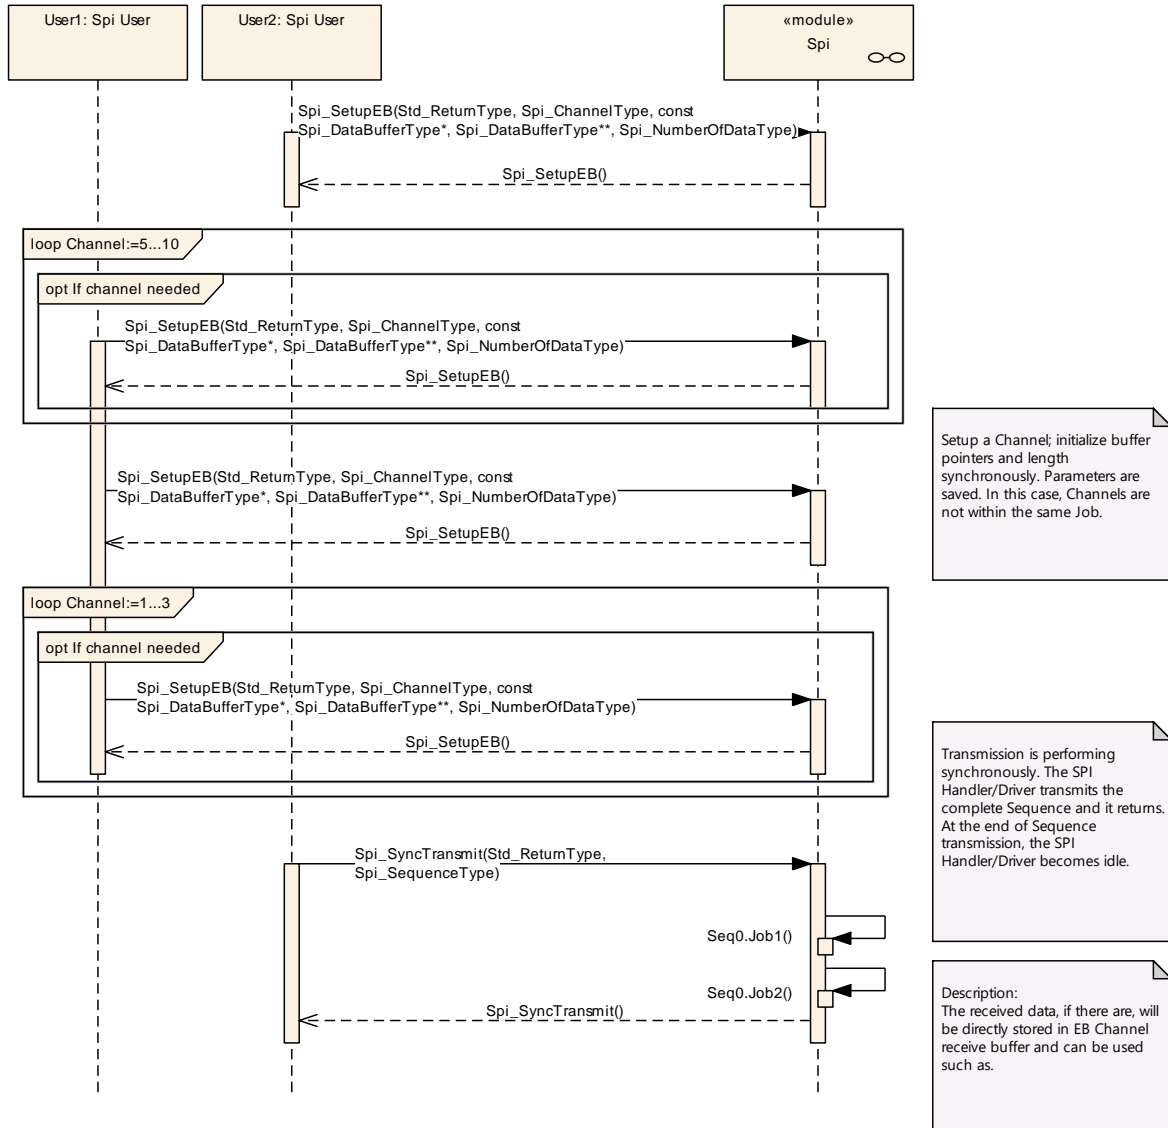 User1: Spi User
User2: Spi User
«module»
Spi
Spi_SetupEB(Std_ReturnType, Spi_ChannelType, const
Spi_DataBufferType*, Spi_DataBufferType**, Spi_NumberOfDataType)
Spi_SetupEB()
loop Channel:=5...10
opt If channel needed
Spi_SetupEB(Std_ReturnType, Spi_ChannelType, const
Spi_DataBufferType*, Spi_DataBufferType**, Spi_NumberOfDataType)
Spi_SetupEB()
Setup a Channel; initialize buffer
pointers and length
synchronously. Parameters are
saved. In this case, Channels are
not within the same Job.
Spi_SetupEB(Std_ReturnType, Spi_ChannelType, const
Spi_DataBufferType*, Spi_DataBufferType**, Spi_NumberOfDataType)
Spi_SetupEB()
loop Channel:=1...3
opt If channel needed
Spi_SetupEB(Std_ReturnType, Spi_ChannelType, const
Spi_DataBufferType*, Spi_DataBufferType**, Spi_NumberOfDataType)
Spi_SetupEB()
Transmission is performing
synchronously. The SPI
Handler/Driver transmits the
complete Sequence and it returns.
At the end of Sequence
transmission, the SPI
Handler/Driver becomes idle.
Spi_SyncTransmit(Std_ReturnType,
Spi_SequenceType)
Seq0.Job1()
Seq0.Job2()
Spi_SyncTransmit()
Description:
The received data, if there are, will
be directly stored in EB Channel
receive buffer and can be used
such as.